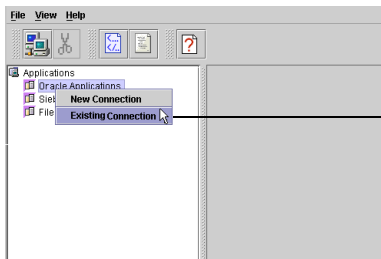 File View Help
Applications
Oracle Applications
Sieb
New Connection
File
Existing Connection